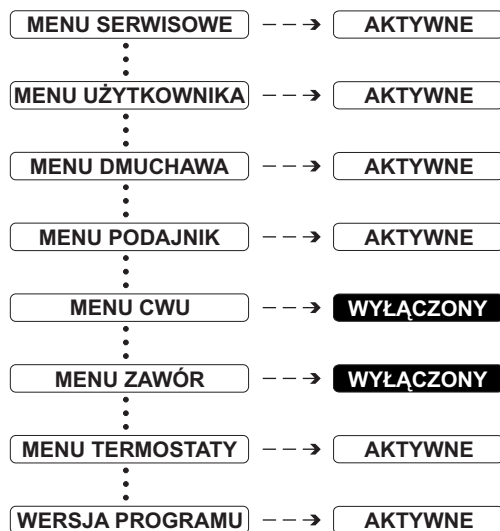 MENU SERWISOWE AKTYWNE
MENU UŻYTKOWNIKA AKTYWNE
MENU DMUCHAWA AKTYWNE
MENU PODAJNIK AKTYWNE
MENU CWU WYŁĄCZONY
MENU ZAWÓR WYŁĄCZONY
MENU TERMOSTATY AKTYWNE
WERSJA PROGRAMU AKTYWNE